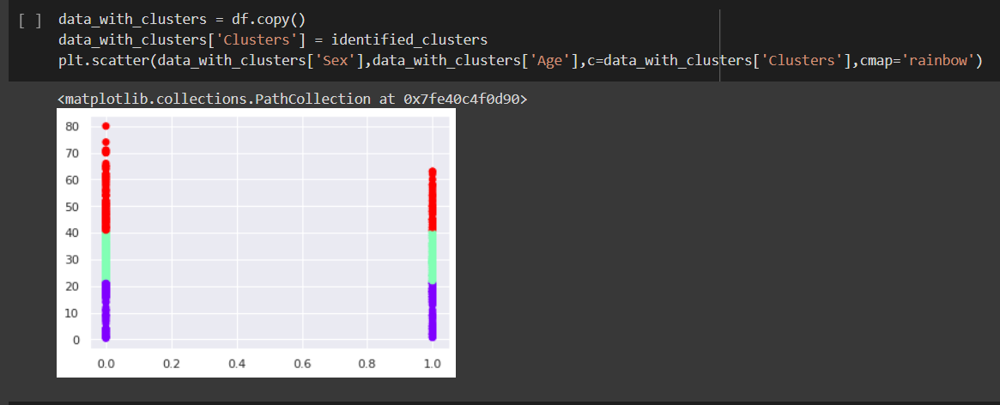 [ ] data_with_clusters = df.copy()
data_with_clusters['Clusters'] = identified_clusters
plt.scatter(data_with_clusters['Sex'],data_with_clusters['Age'],c=data_with_clusters['Clusters'],cmap='rainbow')
<matplotlib.collections.PathCollection at 0x7fe40c4f0d90>
80
70
60
50
40
30
20
10
0
0.0 0.2 0.4 0.6 0.8 1.0